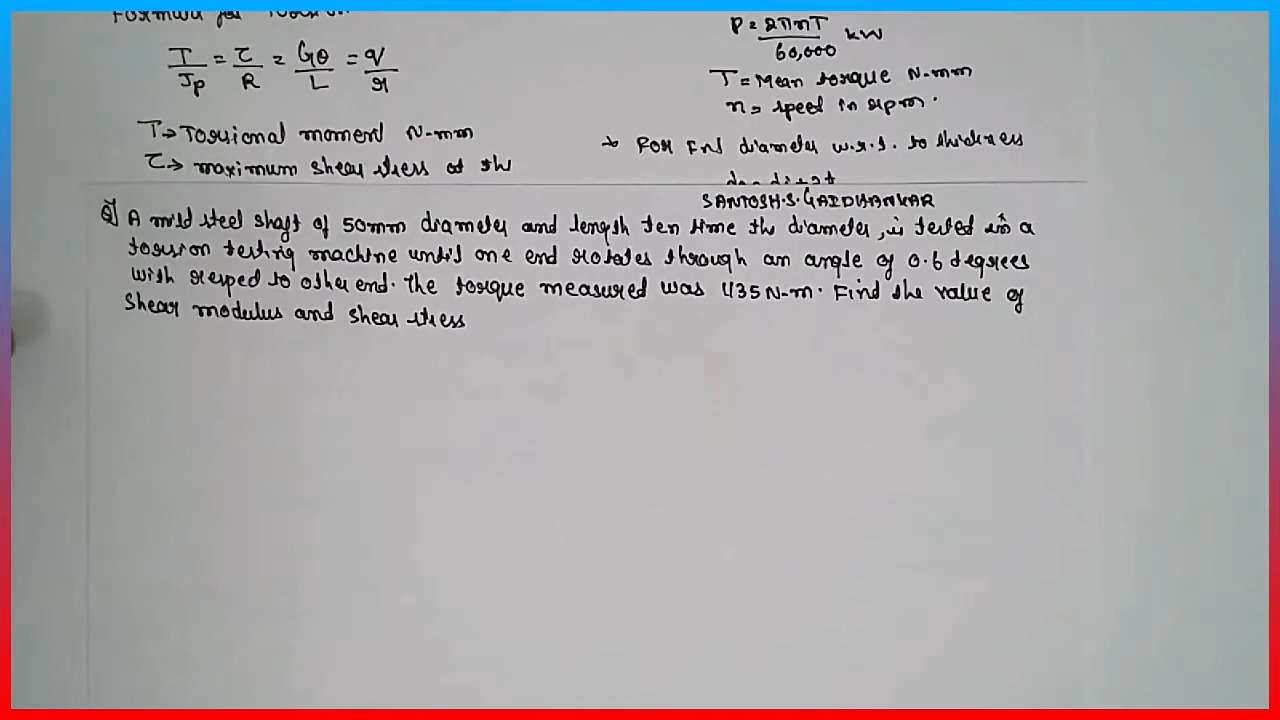 Formula for Torsion
T/Jp = τ/R = Gθ/L = q/r
T → Torsional moment N-mm
τ → maximum shear stress at the
P = 2πnT/60,000 kW
T = Mean torque N-mm
n = speed in rpm.
→ For Ext diameter w.r.t. to thickness
SANTOSH.S.GAIDHANKAR
Q] A mild steel shaft of 50mm diameter and length ten time the diameter, is tested in a
torsion testing machine until one end rotates through an angle of 0.6 degrees
with respect to other end. The torque measured was 435 N-m. Find the value of
Shear modulus and shear stress